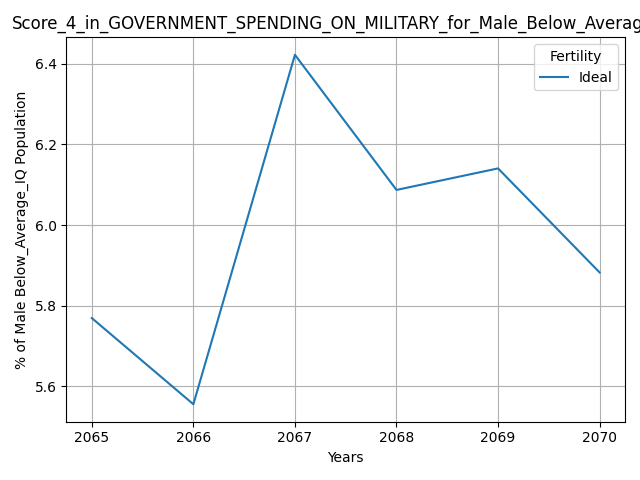 Score_4_in_GOVERNMENT_SPENDING_ON_MILITARY_for_Male_Below_Averag
Fertility
Ideal
% of Male Below_Average_IQ Population
6.4
6.2
6.0
5.8
5.6
2065 2066 2067 2068 2069 2070
Years